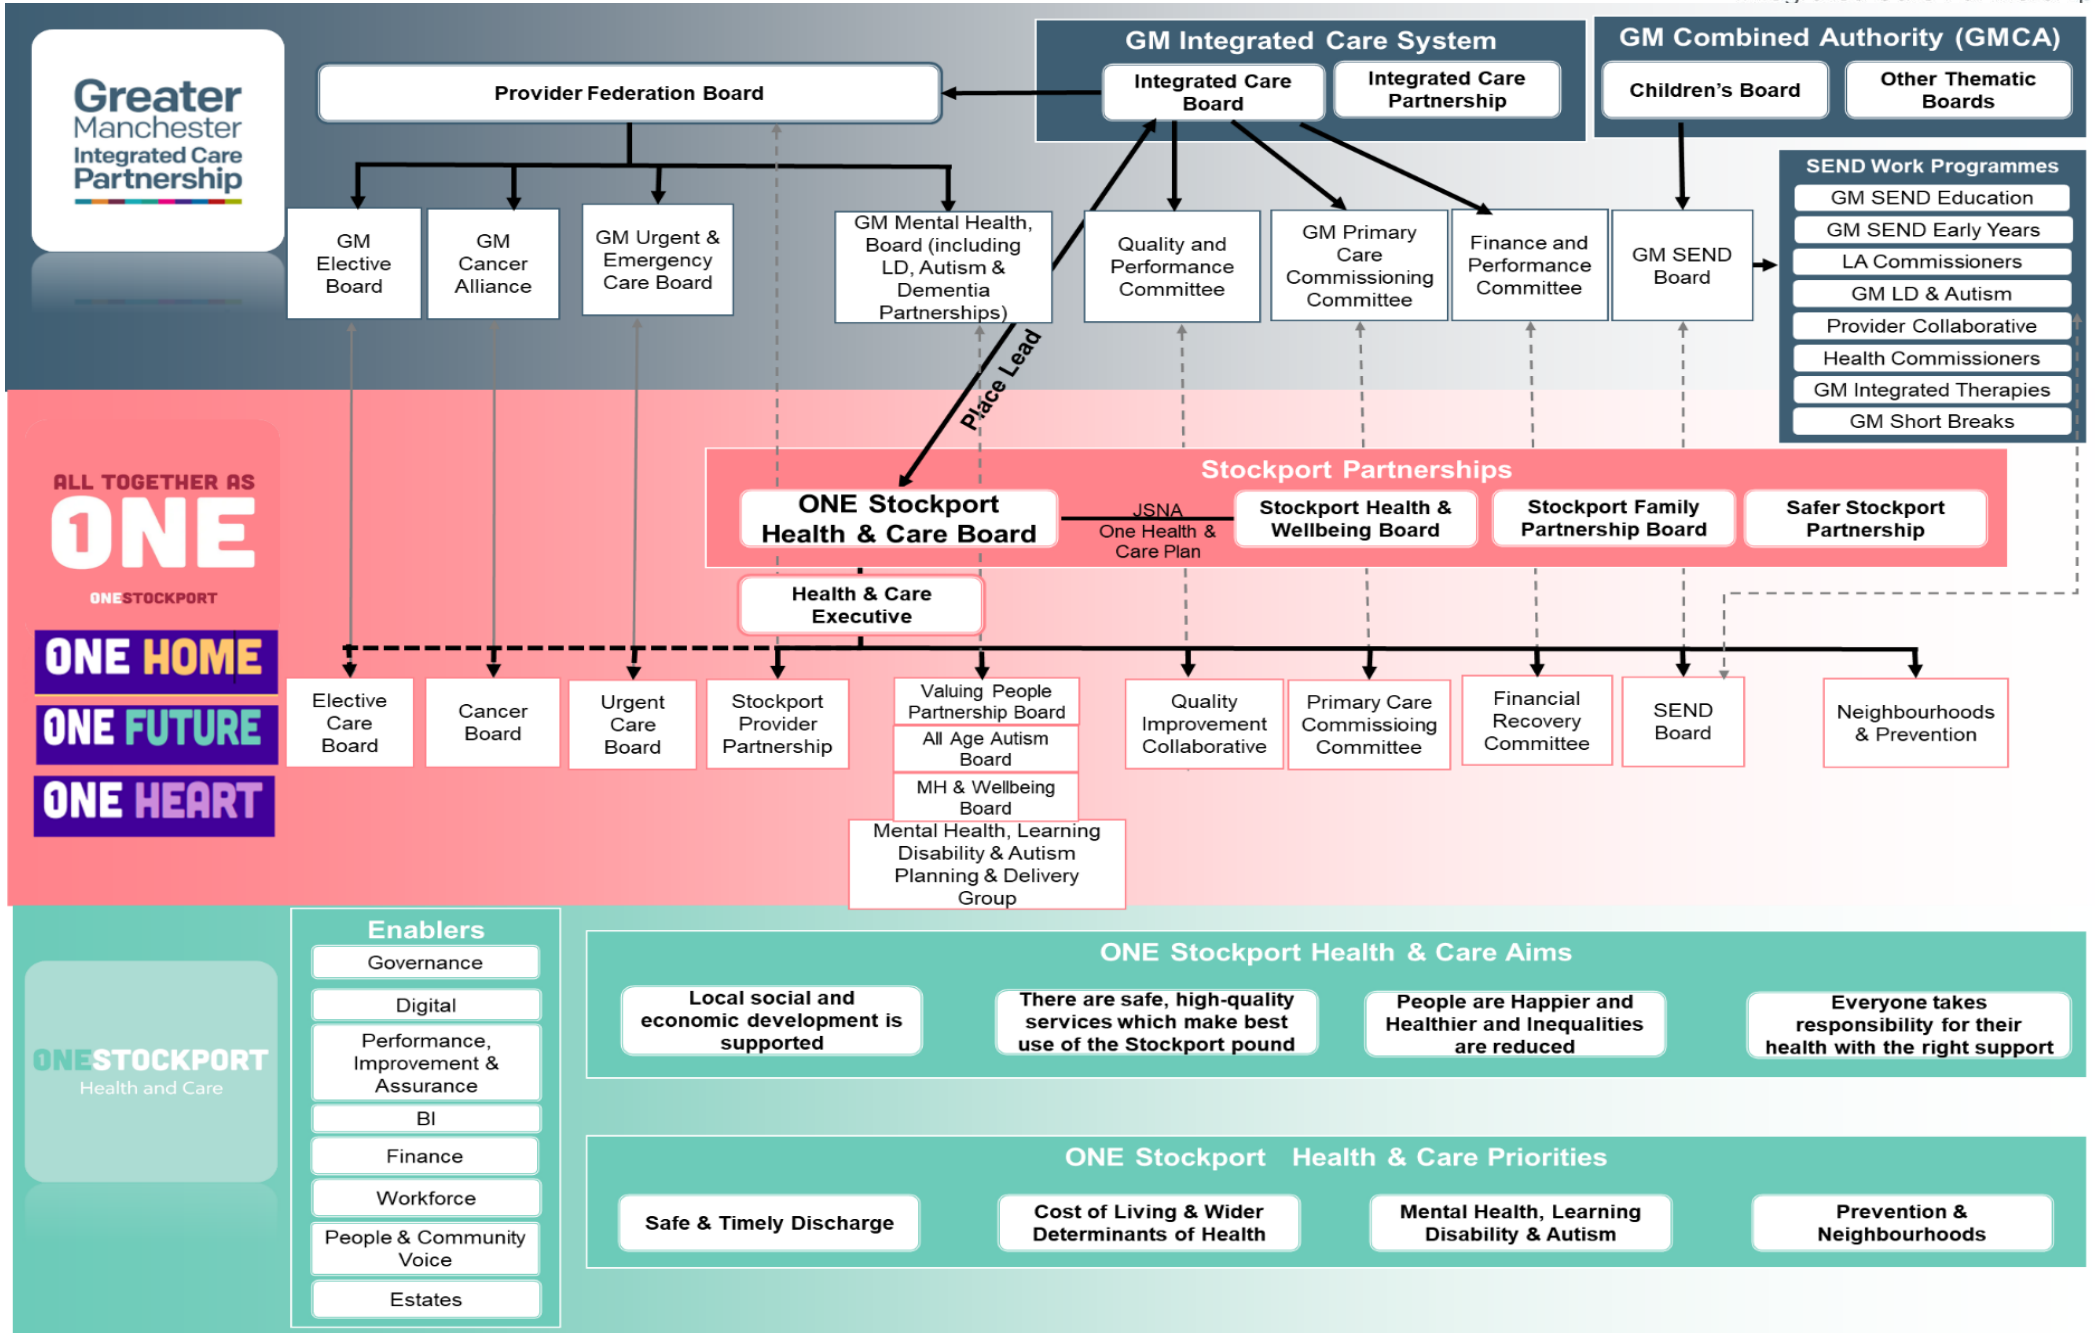 Greater
Manchester
Integrated Care
Partnership
Provider Federation Board
GM Integrated Care System
Integrated Care
Board
Integrated Care
Partnership
GM Combined Authority (GMCA)
Children's Board
Other Thematic
Boards
SEND Work Programmes
GM SEND Education
GM SEND Early Years
LA Commissioners
GM LD & Autism
Provider Collaborative
Health Commissioners
GM Integrated Therapies
GM Short Breaks
GM
Elective
Board
GM
Cancer
Alliance
GM Urgent &
Emergency
Care Board
GM Mental Health,
Board (including
LD, Autism &
Dementia
Partnerships)
Quality and
Performance
Committee
GM Primary
Care
Commissioning
Committee
Finance and
Performance
Committee
GM SEND
Board
Place Lead
ALL TOGETHER AS
ONE
ONESTOCKPORT
ONE HOME
ONE FUTURE
ONE HEART
Stockport Partnerships
ONE Stockport
Health & Care Board
JSNA
One Health &
Care Plan
Stockport Health &
Wellbeing Board
Stockport Family
Partnership Board
Safer Stockport
Partnership
Health & Care
Executive
Elective
Care
Board
Cancer
Board
Urgent
Care
Board
Stockport
Provider
Partnership
Valuing People
Partnership Board
All Age Autism
Board
MH & Wellbeing
Board
Mental Health, Learning
Disability & Autism
Planning & Delivery
Group
Quality
Improvement
Collaborative
Primary Care
Commissioing
Committee
Financial
Recovery
Committee
SEND
Board
Neighbourhoods
& Prevention
ONESTOCKPORT
Health and Care
Enablers
Governance
Digital
Performance,
Improvement &
Assurance
BI
Finance
Workforce
People & Community
Voice
Estates
ONE Stockport Health & Care Aims
Local social and
economic development is
supported
There are safe, high-quality
services which make best
use of the Stockport pound
People are Happier and
Healthier and Inequalities
are reduced
Everyone takes
responsibility for their
health with the right support
ONE Stockport Health & Care Priorities
Safe & Timely Discharge
Cost of Living & Wider
Determinants of Health
Mental Health, Learning
Disability & Autism
Prevention &
Neighbourhoods